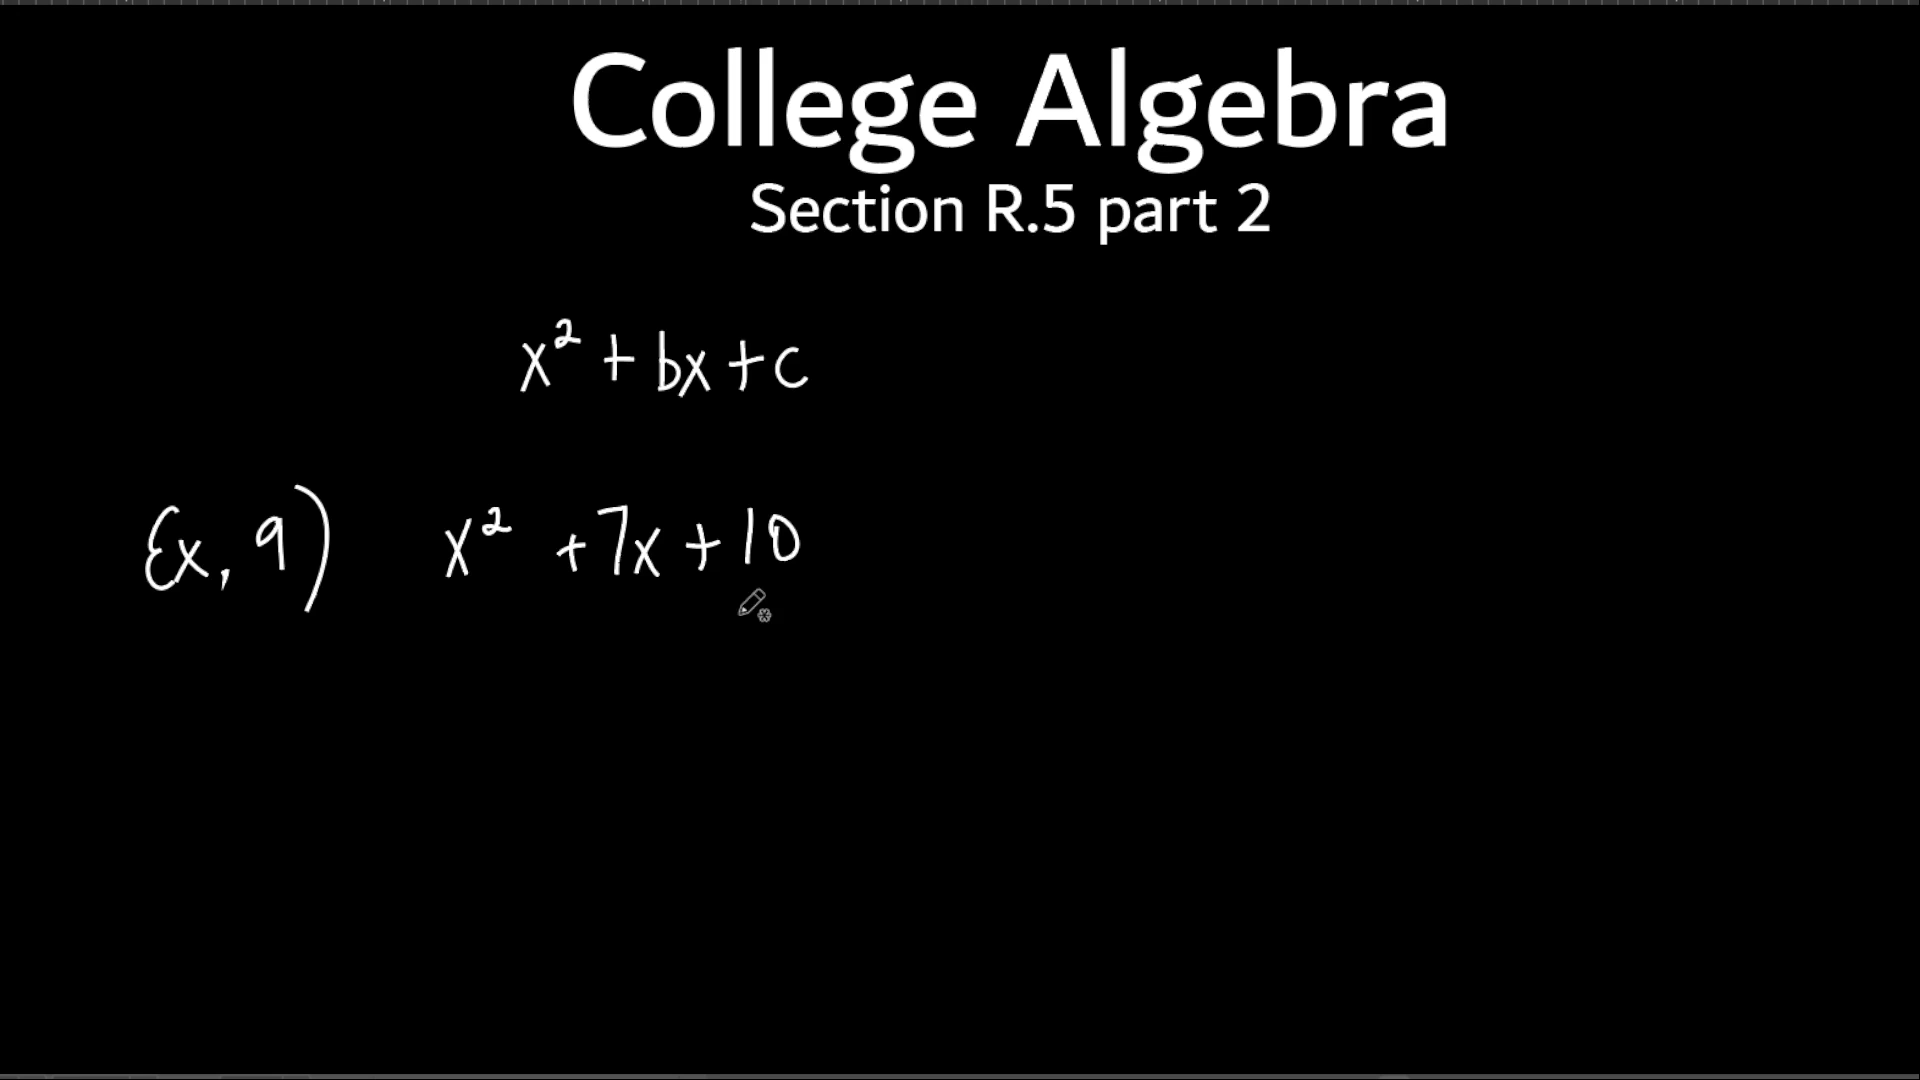 College Algebra
Section R.5 part 2
x² + bx + c
Ex, 9) x² + 7x + 10